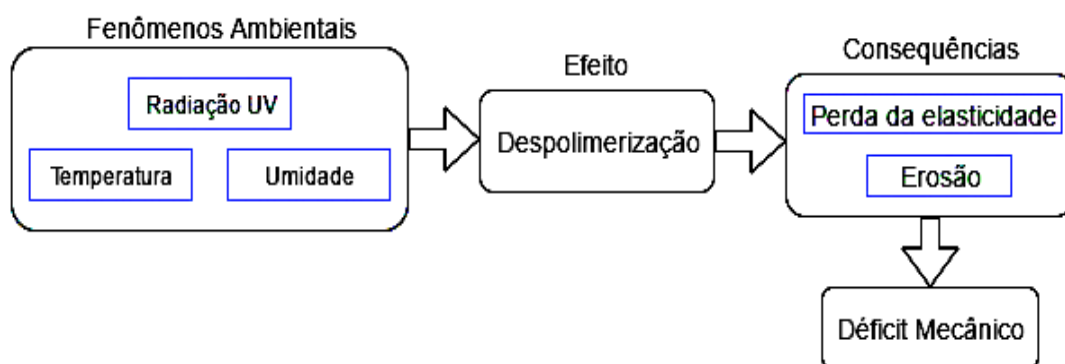 Fenômenos Ambientais
Radiação UV
Temperatura
Umidade
Efeito
Despolimerização
Consequências
Perda da elasticidade
Erosão
Déficit Mecânico